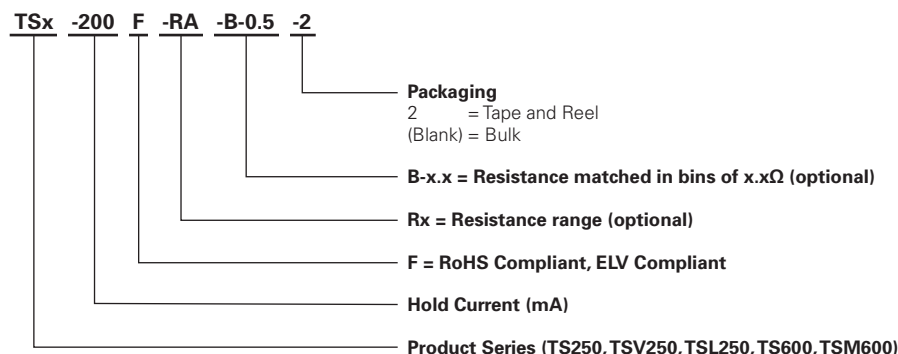 TSx -200 F -RA -B-0.5 -2
Packaging
2 = Tape and Reel
(Blank) = Bulk
B-x.x = Resistance matched in bins of x.xΩ (optional)
Rx = Resistance range (optional)
F = RoHS Compliant, ELV Compliant
Hold Current (mA)
Product Series (TS250, TSV250, TSL250, TS600, TSM600)